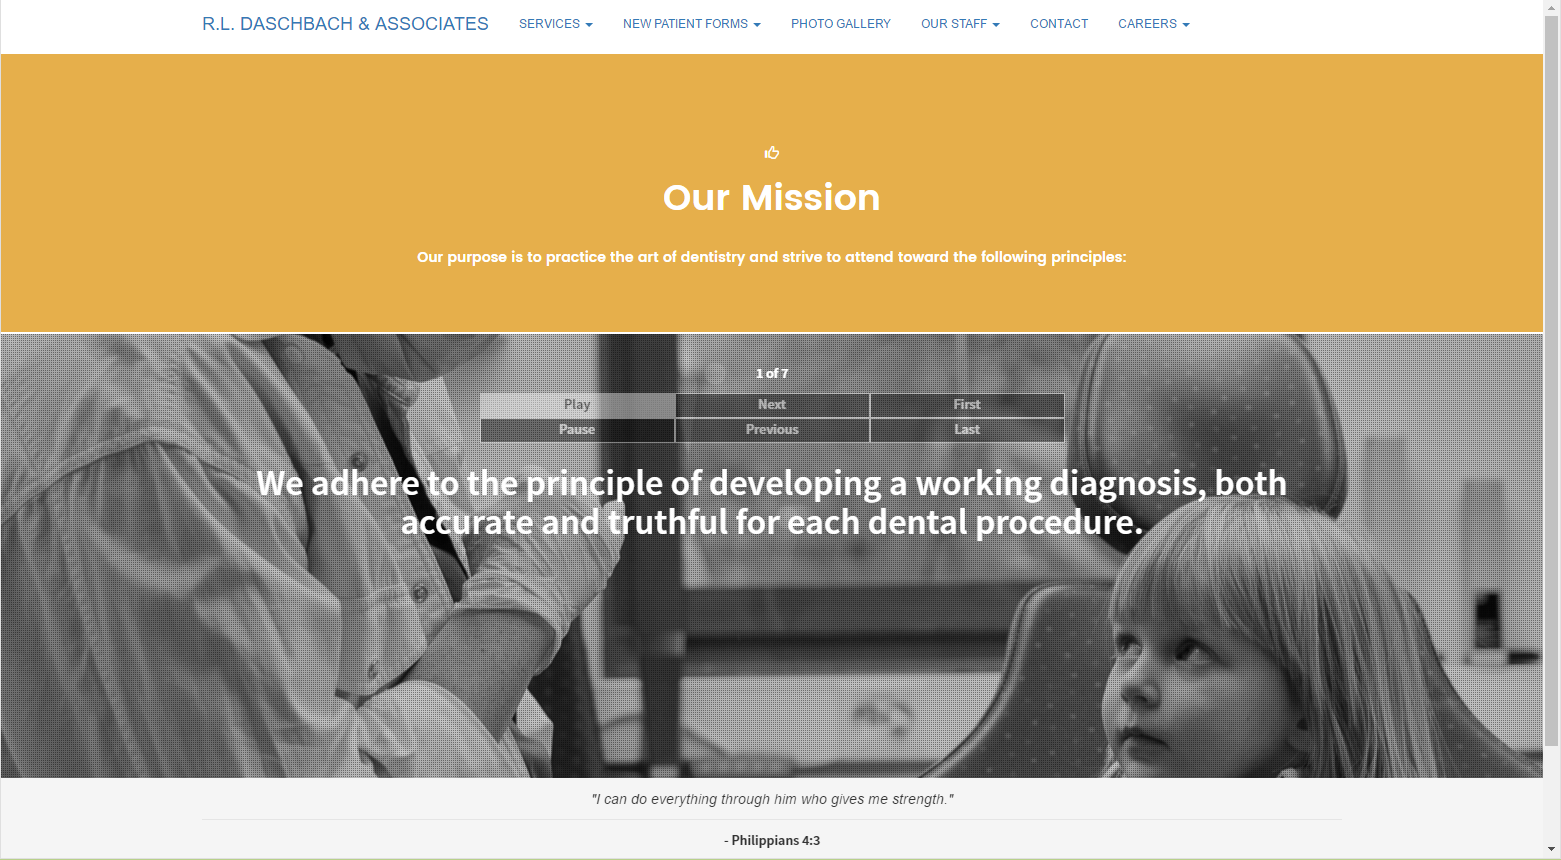 R.L. DASCHBACH & ASSOCIATES SERVICES NEW PATIENT FORMS PHOTO GALLERY OUR STAFF CONTACT CAREERS
Our Mission
Our purpose is to practice the art of dentistry and strive to attend toward the following principles:
1 of 7
Play Next First
Pause Previous Last
We adhere to the principle of developing a working diagnosis, both
accurate and truthful for each dental procedure.
"I can do everything through him who gives me strength."
- Philippians 4:3